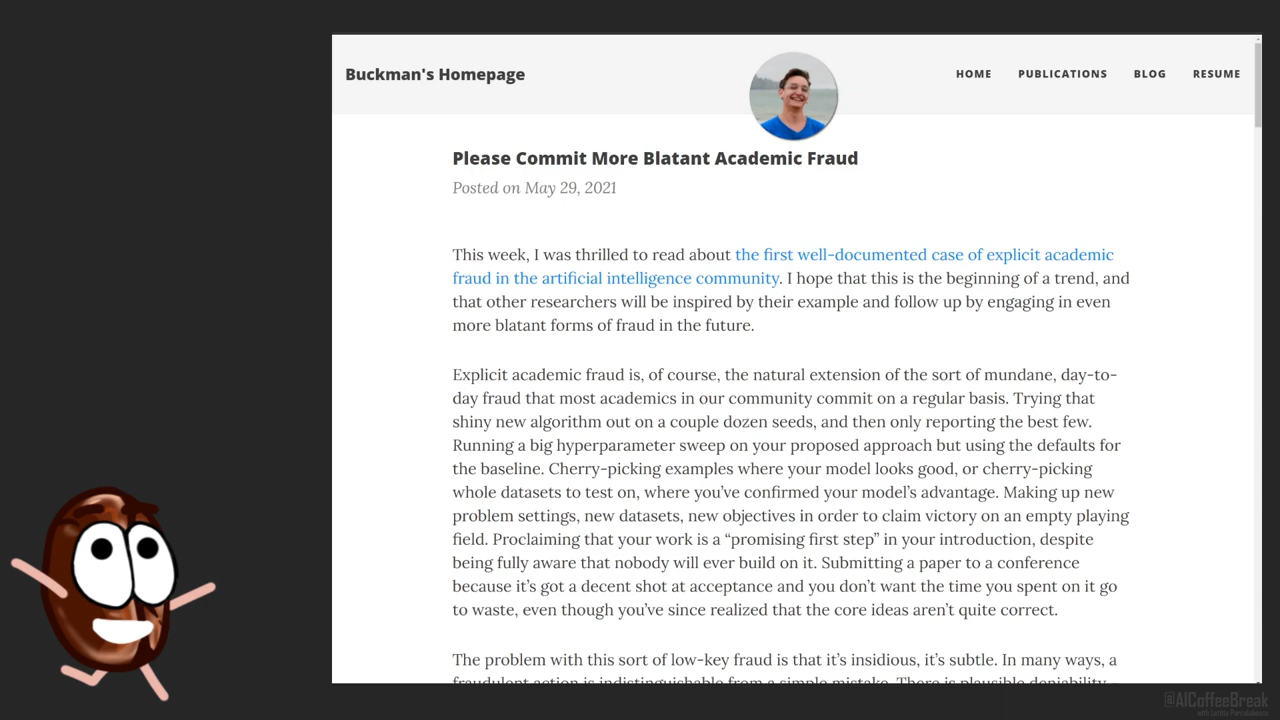 Buckman's Homepage
HOME PUBLICATIONS BLOG RESUME
Please Commit More Blatant Academic Fraud
Posted on May 29, 2021
This week, I was thrilled to read about the first well-documented case of explicit academic
fraud in the artificial intelligence community. I hope that this is the beginning of a trend, and
that other researchers will be inspired by their example and follow up by engaging in even
more blatant forms of fraud in the future.
Explicit academic fraud is, of course, the natural extension of the sort of mundane, day-to-
day fraud that most academics in our community commit on a regular basis. Trying that
shiny new algorithm out on a couple dozen seeds, and then only reporting the best few.
Running a big hyperparameter sweep on your proposed approach but using the defaults for
the baseline. Cherry-picking examples where your model looks good, or cherry-picking
whole datasets to test on, where you’ve confirmed your model’s advantage. Making up new
problem settings, new datasets, new objectives in order to claim victory on an empty playing
field. Proclaiming that your work is a “promising first step” in your introduction, despite
being fully aware that nobody will ever build on it. Submitting a paper to a conference
because it’s got a decent shot at acceptance and you don’t want the time you spent on it go
to waste, even though you’ve since realized that the core ideas aren’t quite correct.
The problem with this sort of low-key fraud is that it’s insidious, it’s subtle. In many ways, a
fraudulent action is indistinguishable from a simple mistake. There is plausible deniability
@AICoffeeBreak